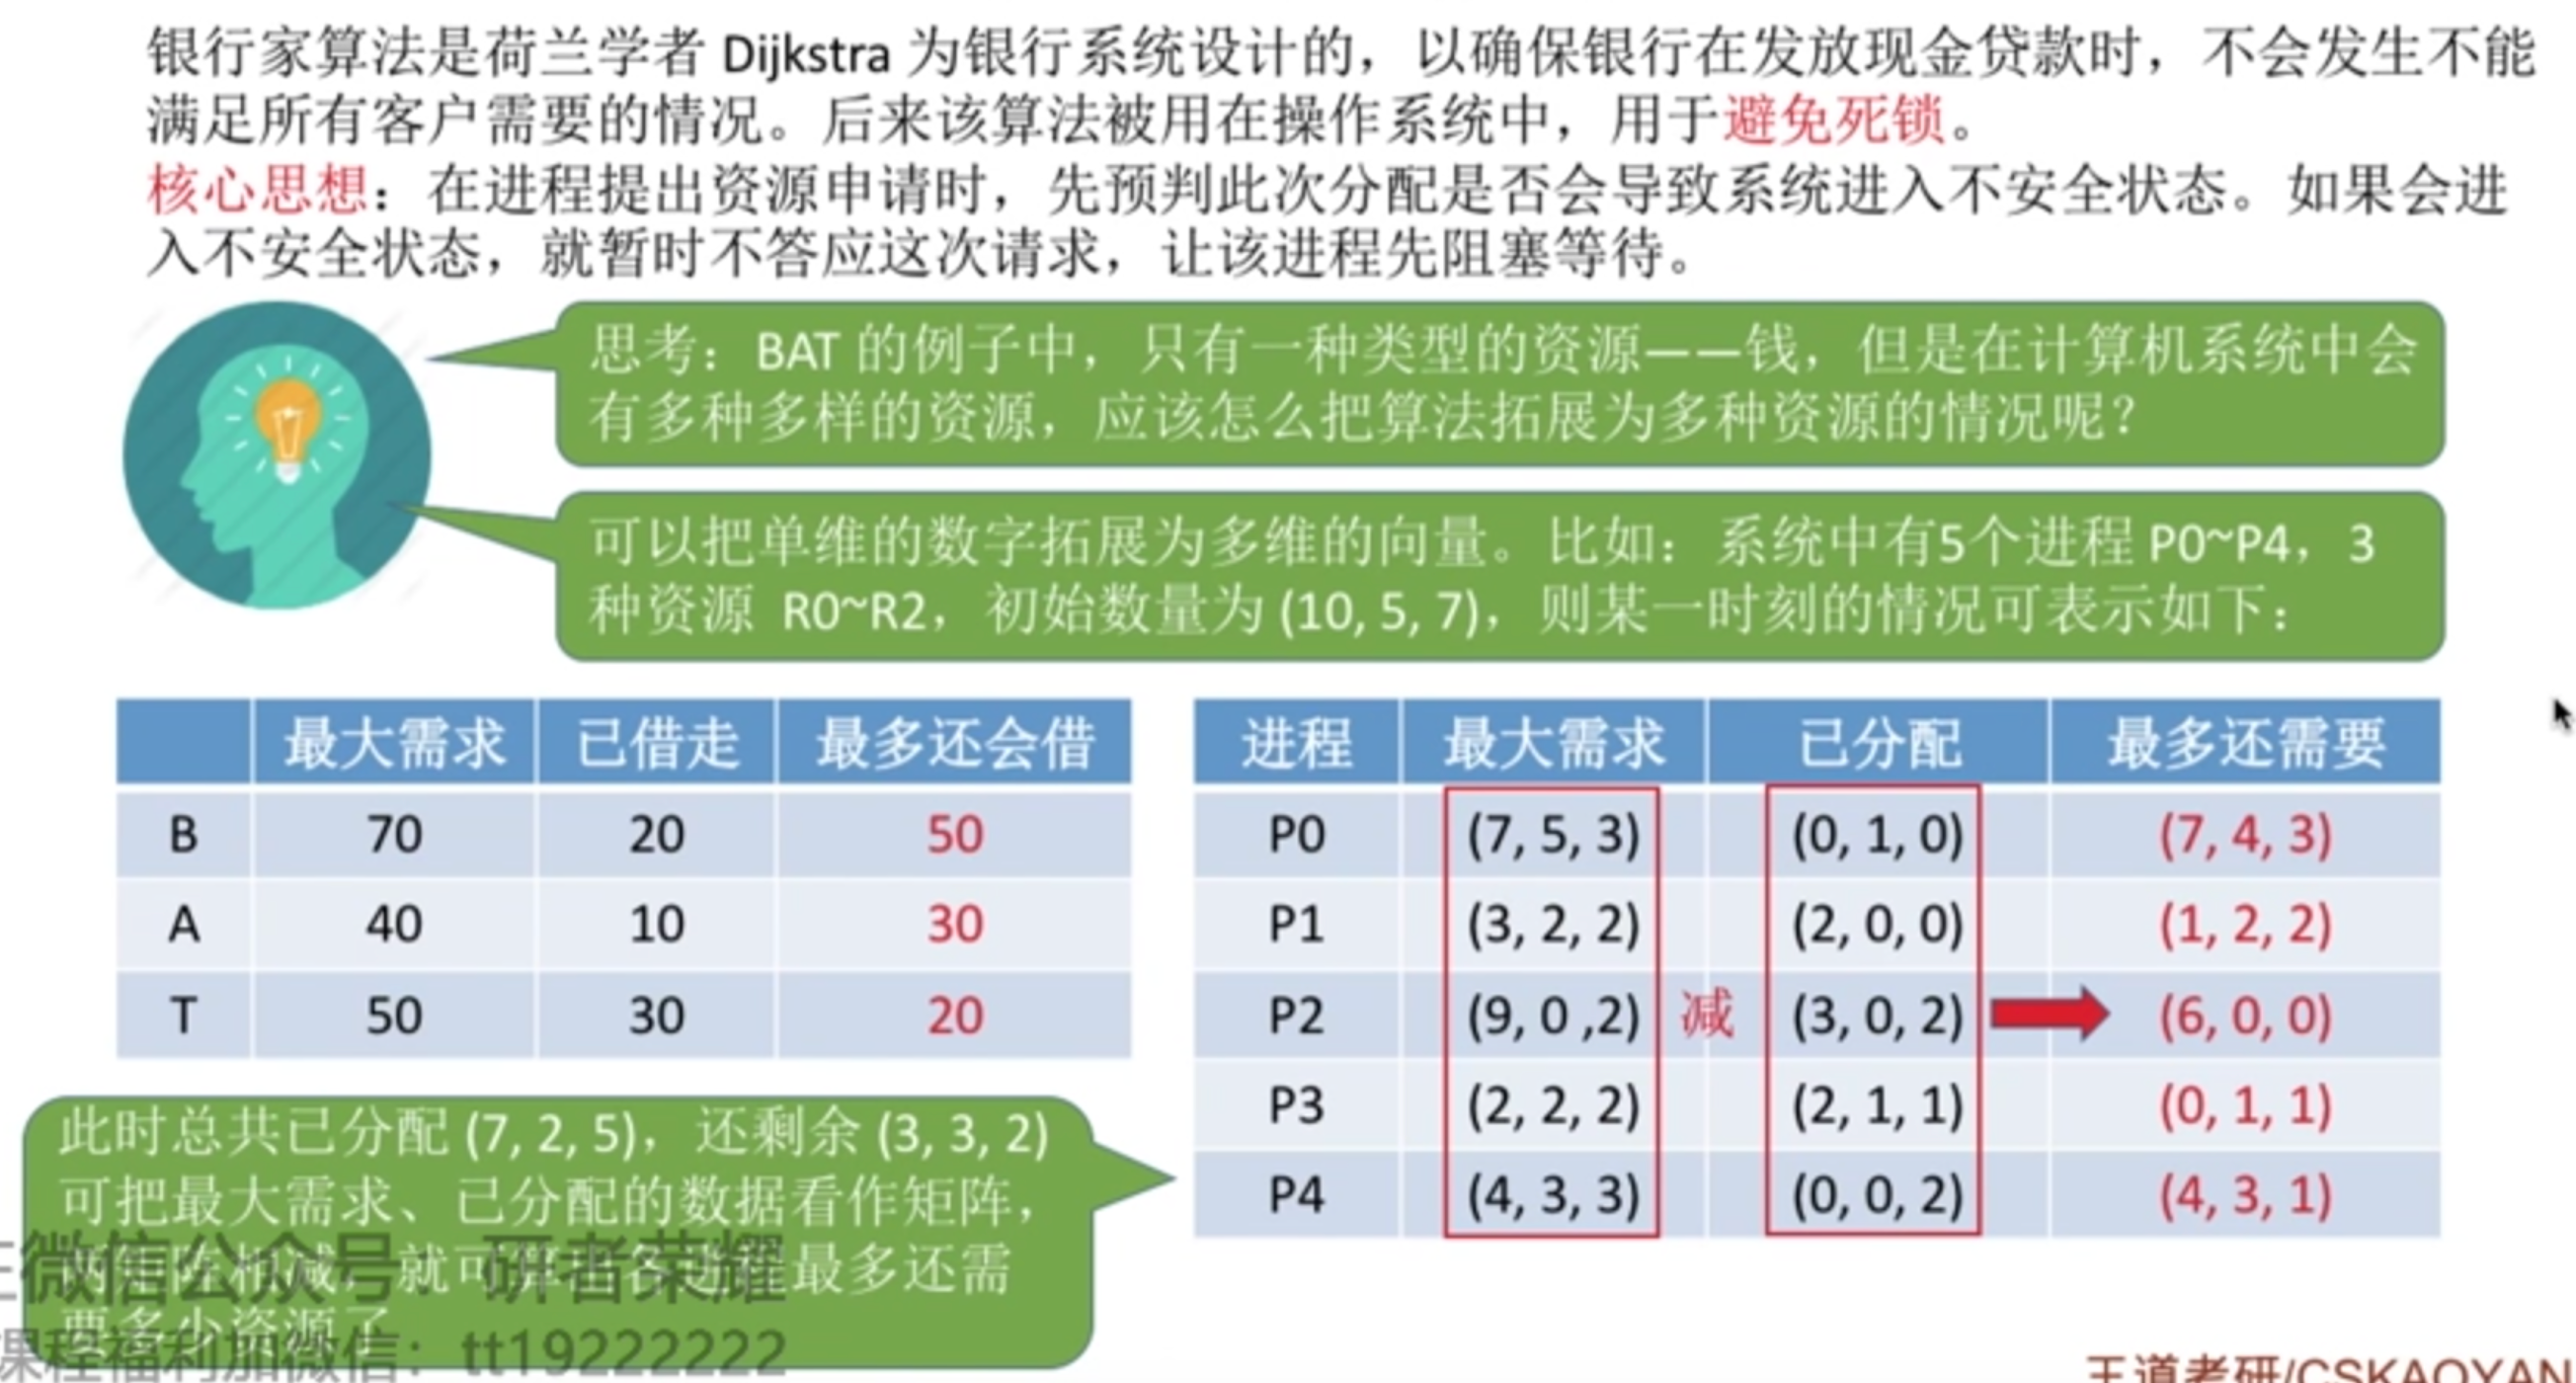 银行家算法是荷兰学者 Dijkstra 为银行系统设计的，以确保银行在发放现金贷款时，不会发生不能
满足所有客户需要的情况。后来该算法被用在操作系统中，用于避免死锁。
核心思想：在进程提出资源申请时，先预判此次分配是否会导致系统进入不安全状态。如果会进
入不安全状态，就暂时不答应这次请求，让该进程先阻塞等待。
思考：BAT 的例子中，只有一种类型的资源——钱，但是在计算机系统中会
有多种多样的资源，应该怎么把算法拓展为多种资源的情况呢？
可以把单维的数字拓展为多维的向量。比如：系统中有5个进程 P0~P4，3
种资源 R0~R2，初始数量为 (10, 5, 7)，则某一时刻的情况可表示如下：
最大需求 已借走 最多还会借
B 70 20 50
A 40 10 30
T 50 30 20
进程 最大需求 已分配 最多还需要
P0 (7, 5, 3) (0, 1, 0) (7, 4, 3)
P1 (3, 2, 2) (2, 0, 0) (1, 2, 2)
P2 (9, 0 ,2) 减 (3, 0, 2) (6, 0, 0)
P3 (2, 2, 2) (2, 1, 1) (0, 1, 1)
P4 (4, 3, 3) (0, 0, 2) (4, 3, 1)
此时总共已分配 (7, 2, 5)，还剩余 (3, 3, 2)
可把最大需求、已分配的数据看作矩阵，
两矩阵相减，就可算出各进程最多还需
要多少资源了
微信公众号：研者荣耀
课程福利加微信：tt19222222
王道考研/CSKAOYAN